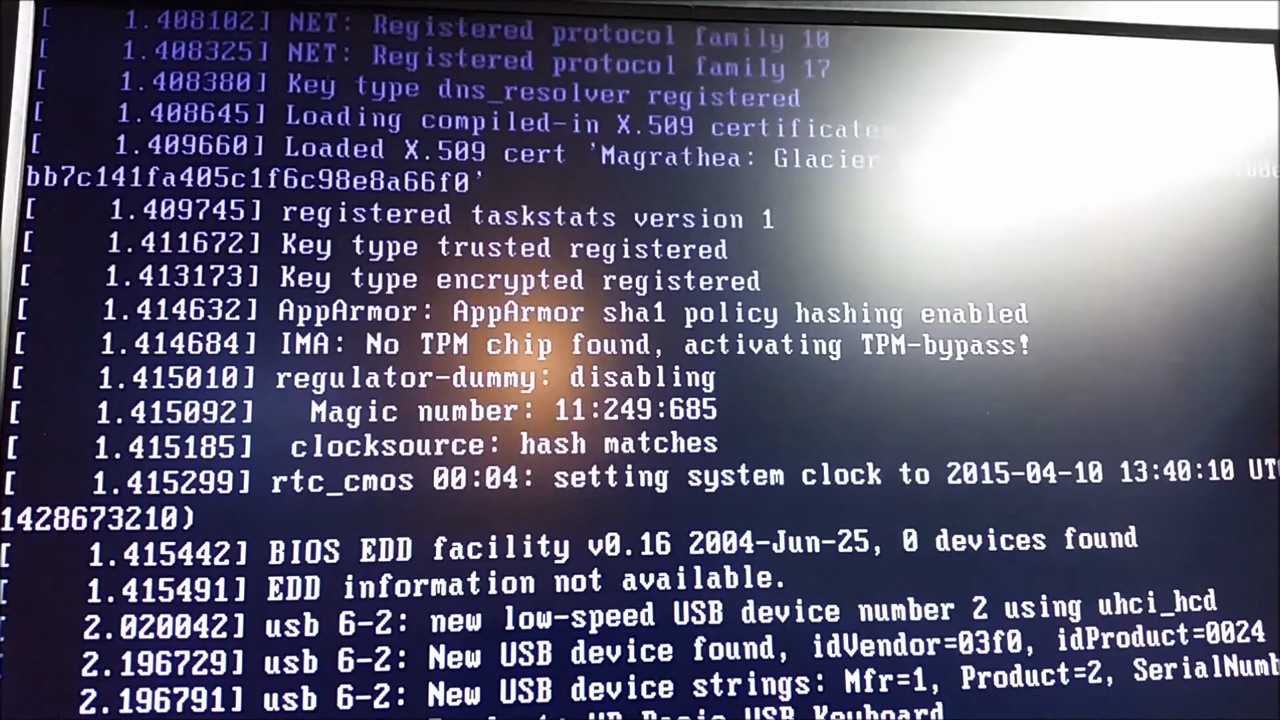 [ 1.408102] NET: Registered protocol family 10
[ 1.408325] NET: Registered protocol family 17
[ 1.408380] Key type dns_resolver registered
[ 1.408645] Loading compiled-in X.509 certificate
[ 1.409660] Loaded X.509 cert 'Magrathea: Glacier
bb7c141fa405c1f6c98e8a66f0'
[ 1.409745] registered taskstats version 1
[ 1.411672] Key type trusted registered
[ 1.413173] Key type encrypted registered
[ 1.414632] AppArmor: AppArmor sha1 policy hashing enabled
[ 1.414684] IMA: No TPM chip found, activating TPM-bypass!
[ 1.415010] regulator-dummy: disabling
[ 1.415092] Magic number: 11:249:685
[ 1.415185] clocksource: hash matches
[ 1.415299] rtc_cmos 00:04: setting system clock to 2015-04-10 13:40:10 UTC
1428673210)
[ 1.415442] BIOS EDD facility v0.16 2004-Jun-25, 0 devices found
[ 1.415491] EDD information not available.
[ 2.020042] usb 6-2: new low-speed USB device number 2 using uhci_hcd
[ 2.196729] usb 6-2: New USB device found, idVendor=03f0, idProduct=0024
[ 2.196791] usb 6-2: New USB device strings: Mfr=1, Product=2, SerialNumb
HP Basic USB Keyboard